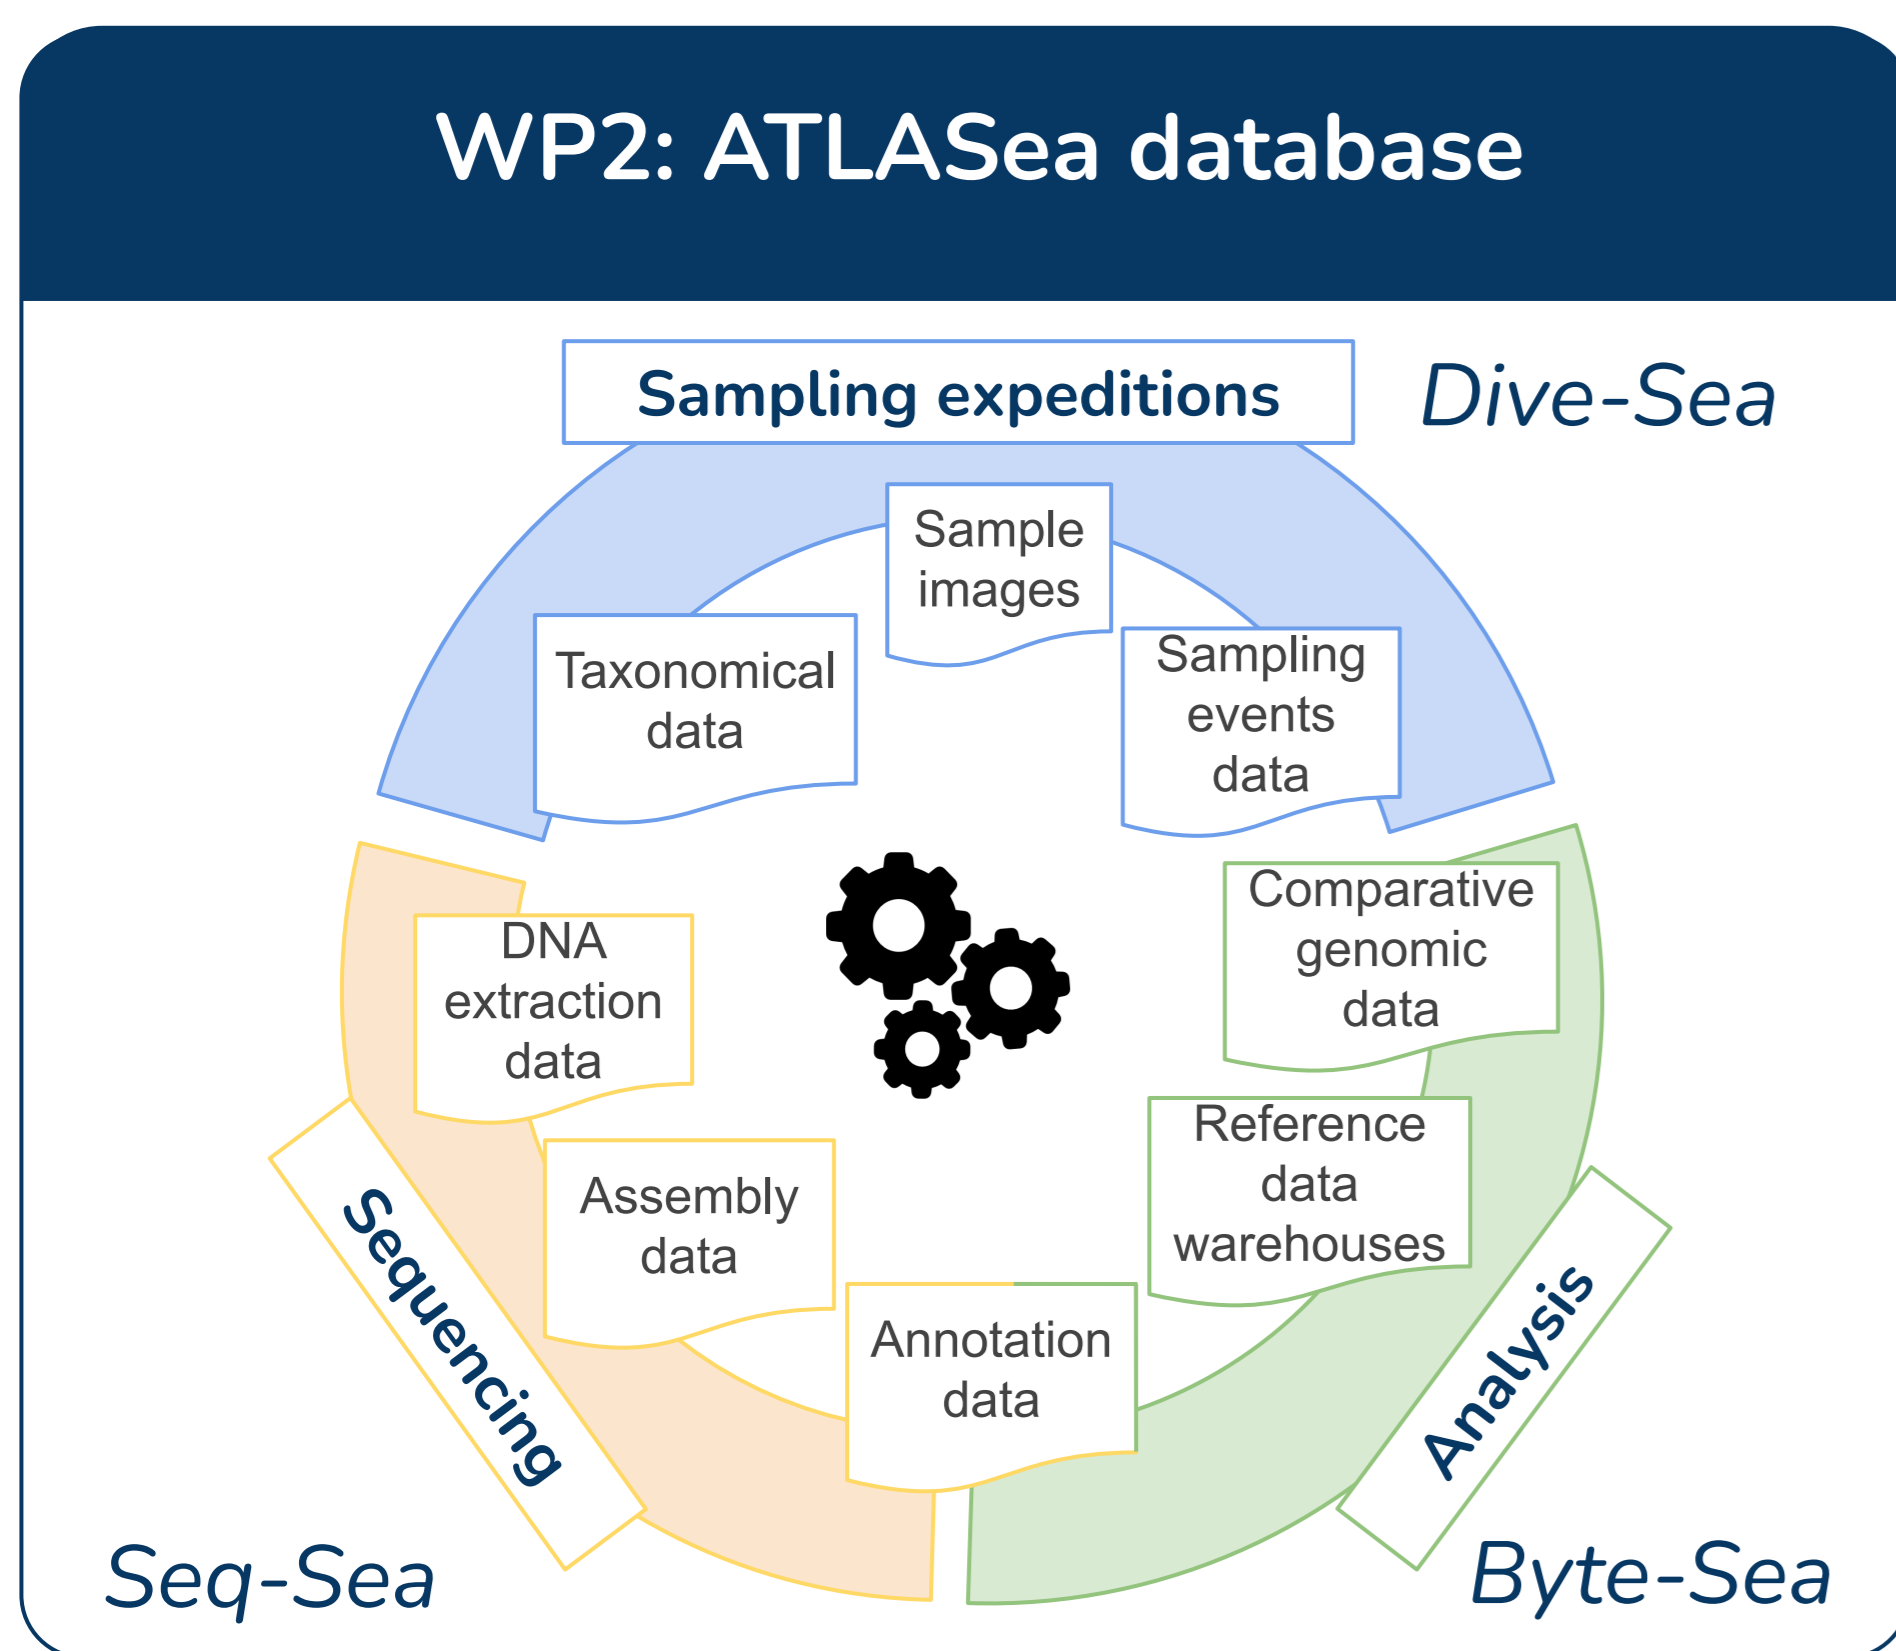 WP2: ATLASea database
Sampling expeditions
Dive-Sea
Sample
images
Taxonomical
data
Sampling
events
data
DNA
extraction
data
Comparative
genomic
data
Assembly
data
Reference
data
warehouses
Annotation
data
Sequencing
Analysis
Seq-Sea
Byte-Sea